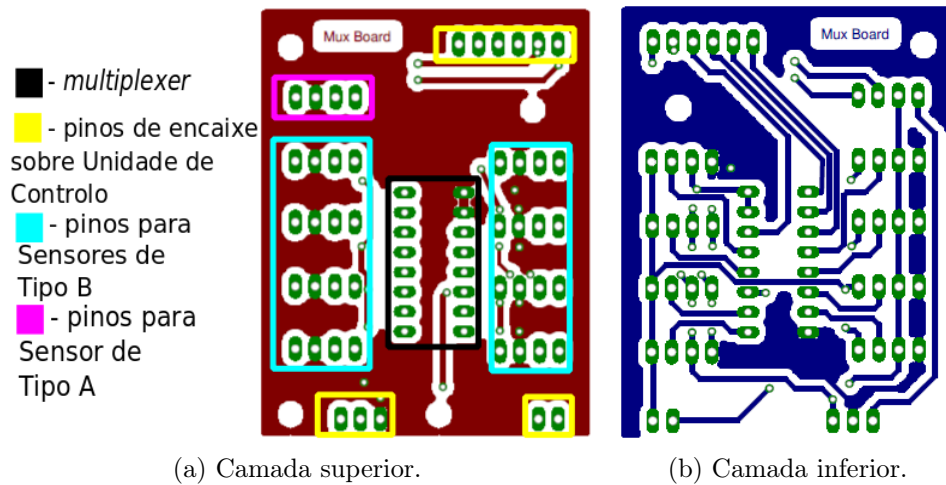 - multiplexer
- pinos de encaixe
sobre Unidade de
Controlo
- pinos para
Sensores de
Tipo B
- pinos para
Sensor de
Tipo A
Mux Board
Mux Board
(a) Camada superior.
(b) Camada inferior.